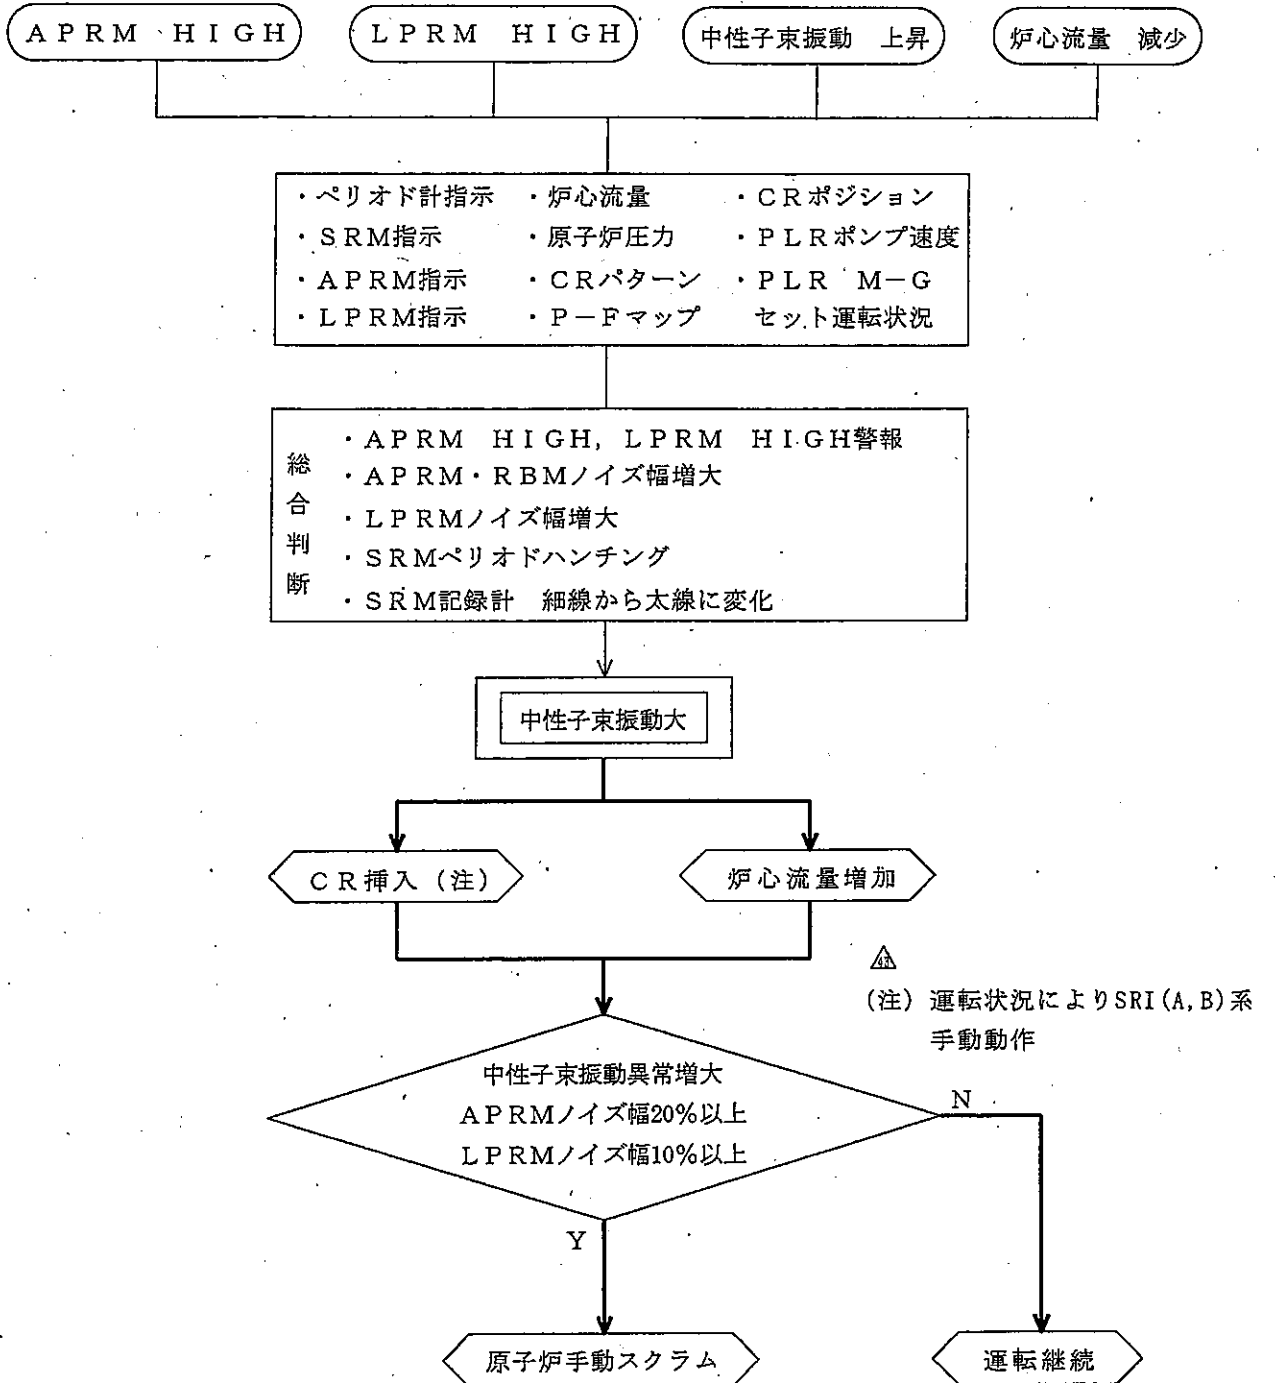 ＡＰＲＭ ＨＩＧＨ
ＬＰＲＭ ＨＩＧＨ
中性子束振動 上昇
炉心流量 減少
・ペリオド計指示 ・炉心流量 ・ＣＲポジション
・ＳＲＭ指示 ・原子炉圧力 ・ＰＬＲポンプ速度
・ＡＰＲＭ指示 ・ＣＲパターン ・ＰＬＲ Ｍ－Ｇ
・ＬＰＲＭ指示 ・Ｐ－Ｆマップ セット運転状況
総合判断
・ＡＰＲＭ ＨＩＧＨ，ＬＰＲＭ ＨＩＧＨ警報
・ＡＰＲＭ・ＲＢＭノイズ幅増大
・ＬＰＲＭノイズ幅増大
・ＳＲＭペリオドハンチング
・ＳＲＭ記録計 細線から太線に変化
中性子束振動大
ＣＲ挿入（注）
炉心流量増加
43
(注) 運転状況によりSRI(A,B)系
手動動作
中性子束振動異常増大
ＡＰＲＭノイズ幅20%以上
ＬＰＲＭノイズ幅10%以上
N
Y
原子炉手動スクラム
運転継続